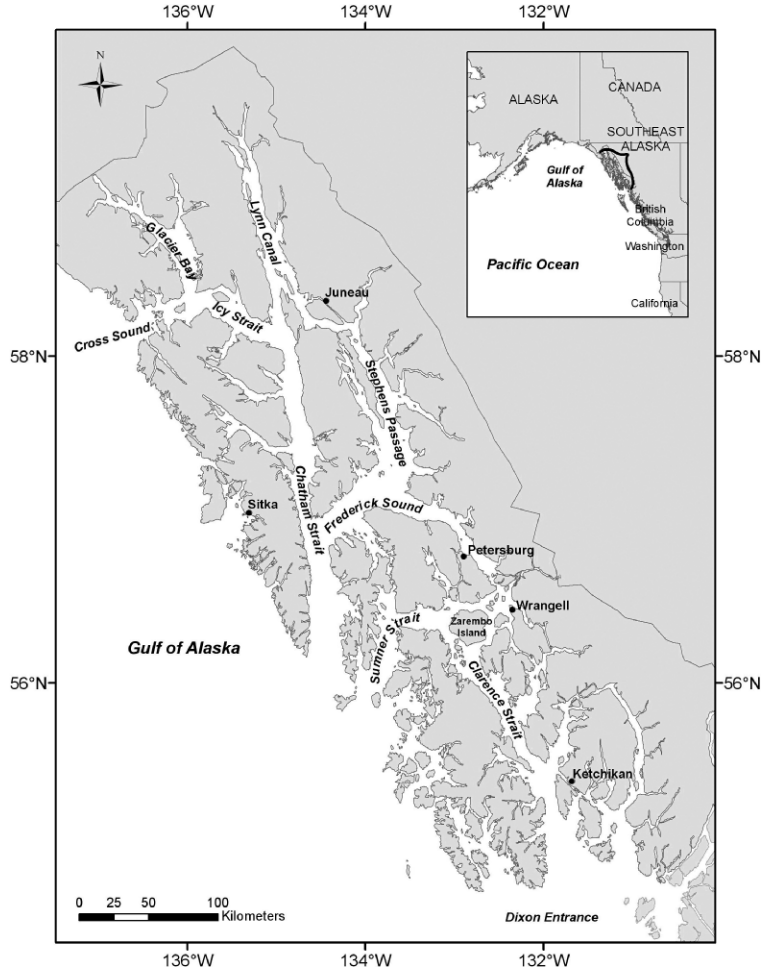 136°W 134°W 132°W
N
ALASKA
CANADA
SOUTHEAST
ALASKA
Gulf of
Alaska
British
Columbia
Washington
Pacific Ocean
California
Lynn Canal
Glacier Bay
Juneau
Icy Strait
Cross Sound
58°N 58°N
Stephens Passage
Chatham Strait
Sitka
Frederick Sound
Petersburg
Wrangell
Zarembo
Island
Sumner Strait
Gulf of Alaska
Clarence Strait
56°N 56°N
Ketchikan
0 25 50 100
Kilometers
Dixon Entrance
136°W 134°W 132°W